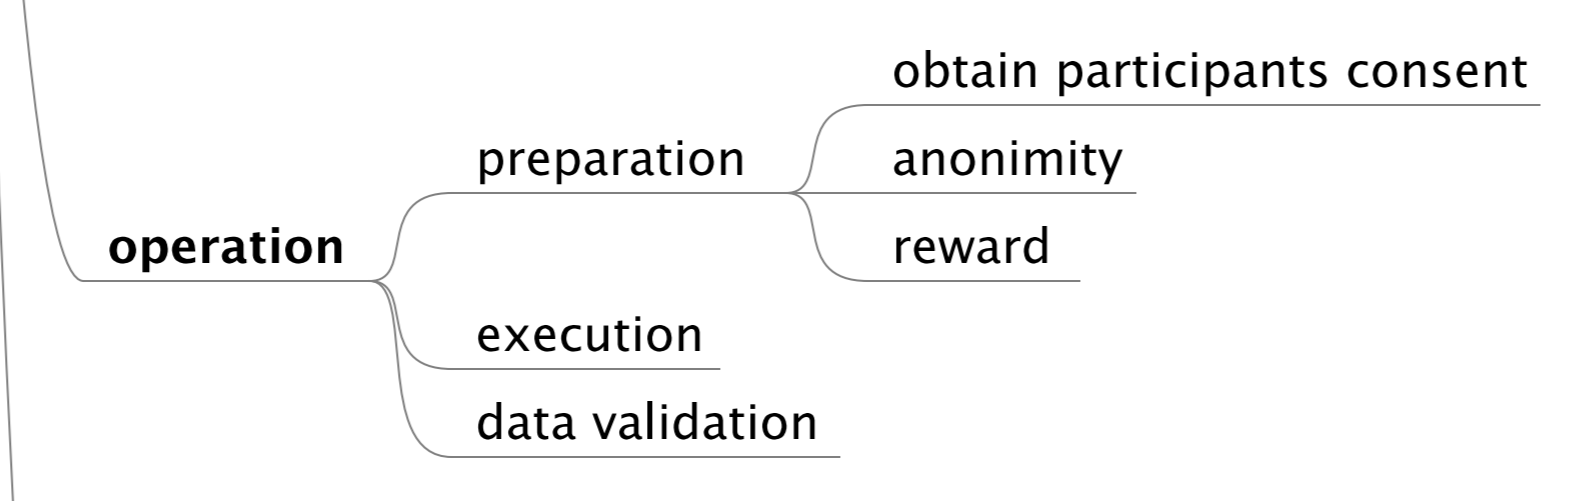 obtain participants consent
preparation
anonimity
operation
reward
execution
data validation